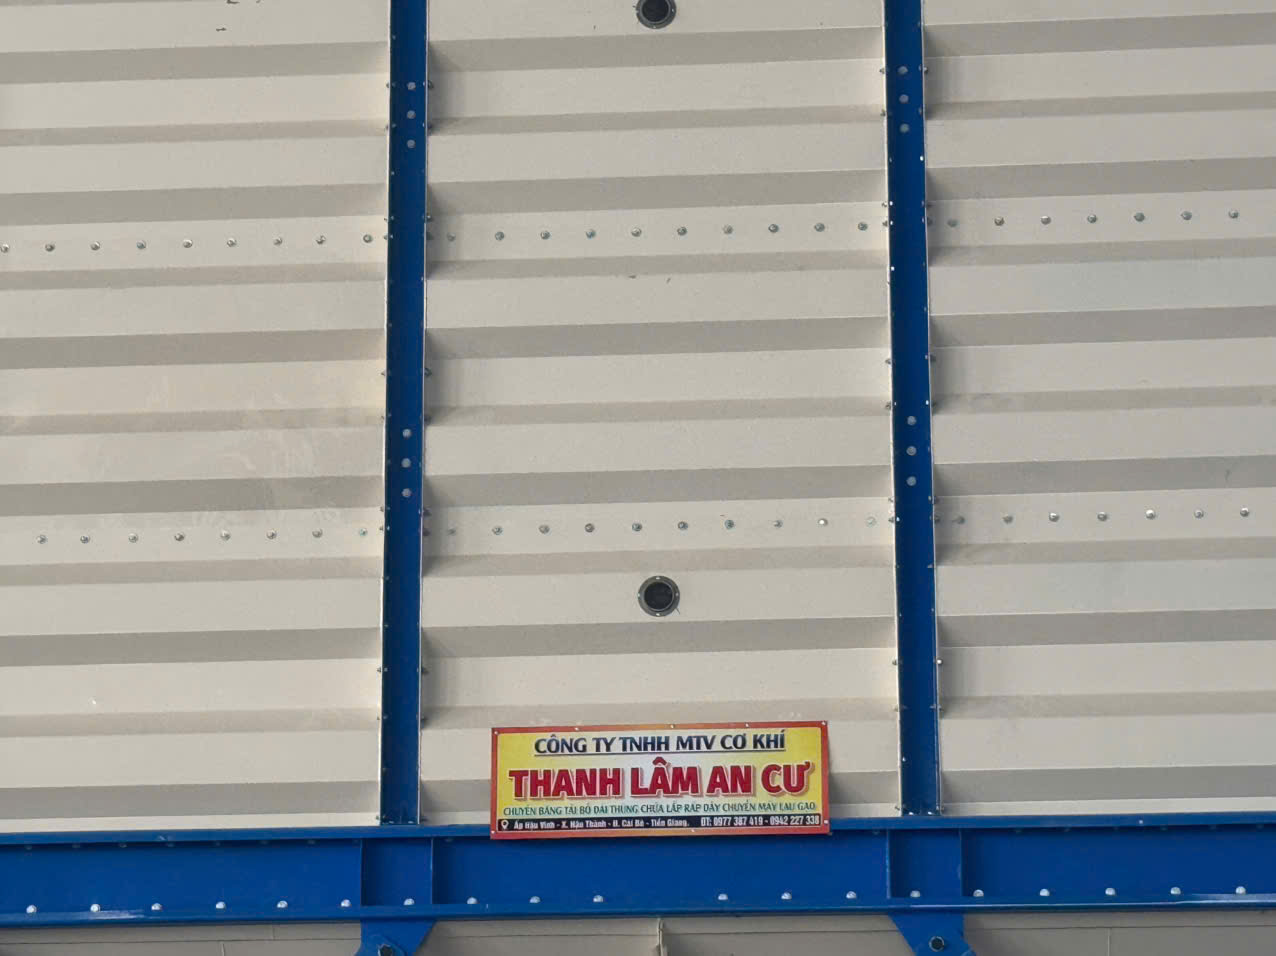 CÔNG TY TNHH MTV CƠ KHÍ
THANH LÂM AN CƯ
CHUYÊN BĂNG TẢI BỒ ĐÀI THÙNG CHỨA LẮP RÁP DÂY CHUYỀN MÁY LAU GẠO
Ấp Hậu Vinh - X. Hậu Thành - H. Cái Bè - Tiền Giang. ĐT: 0977 387 419 - 0942 227 338